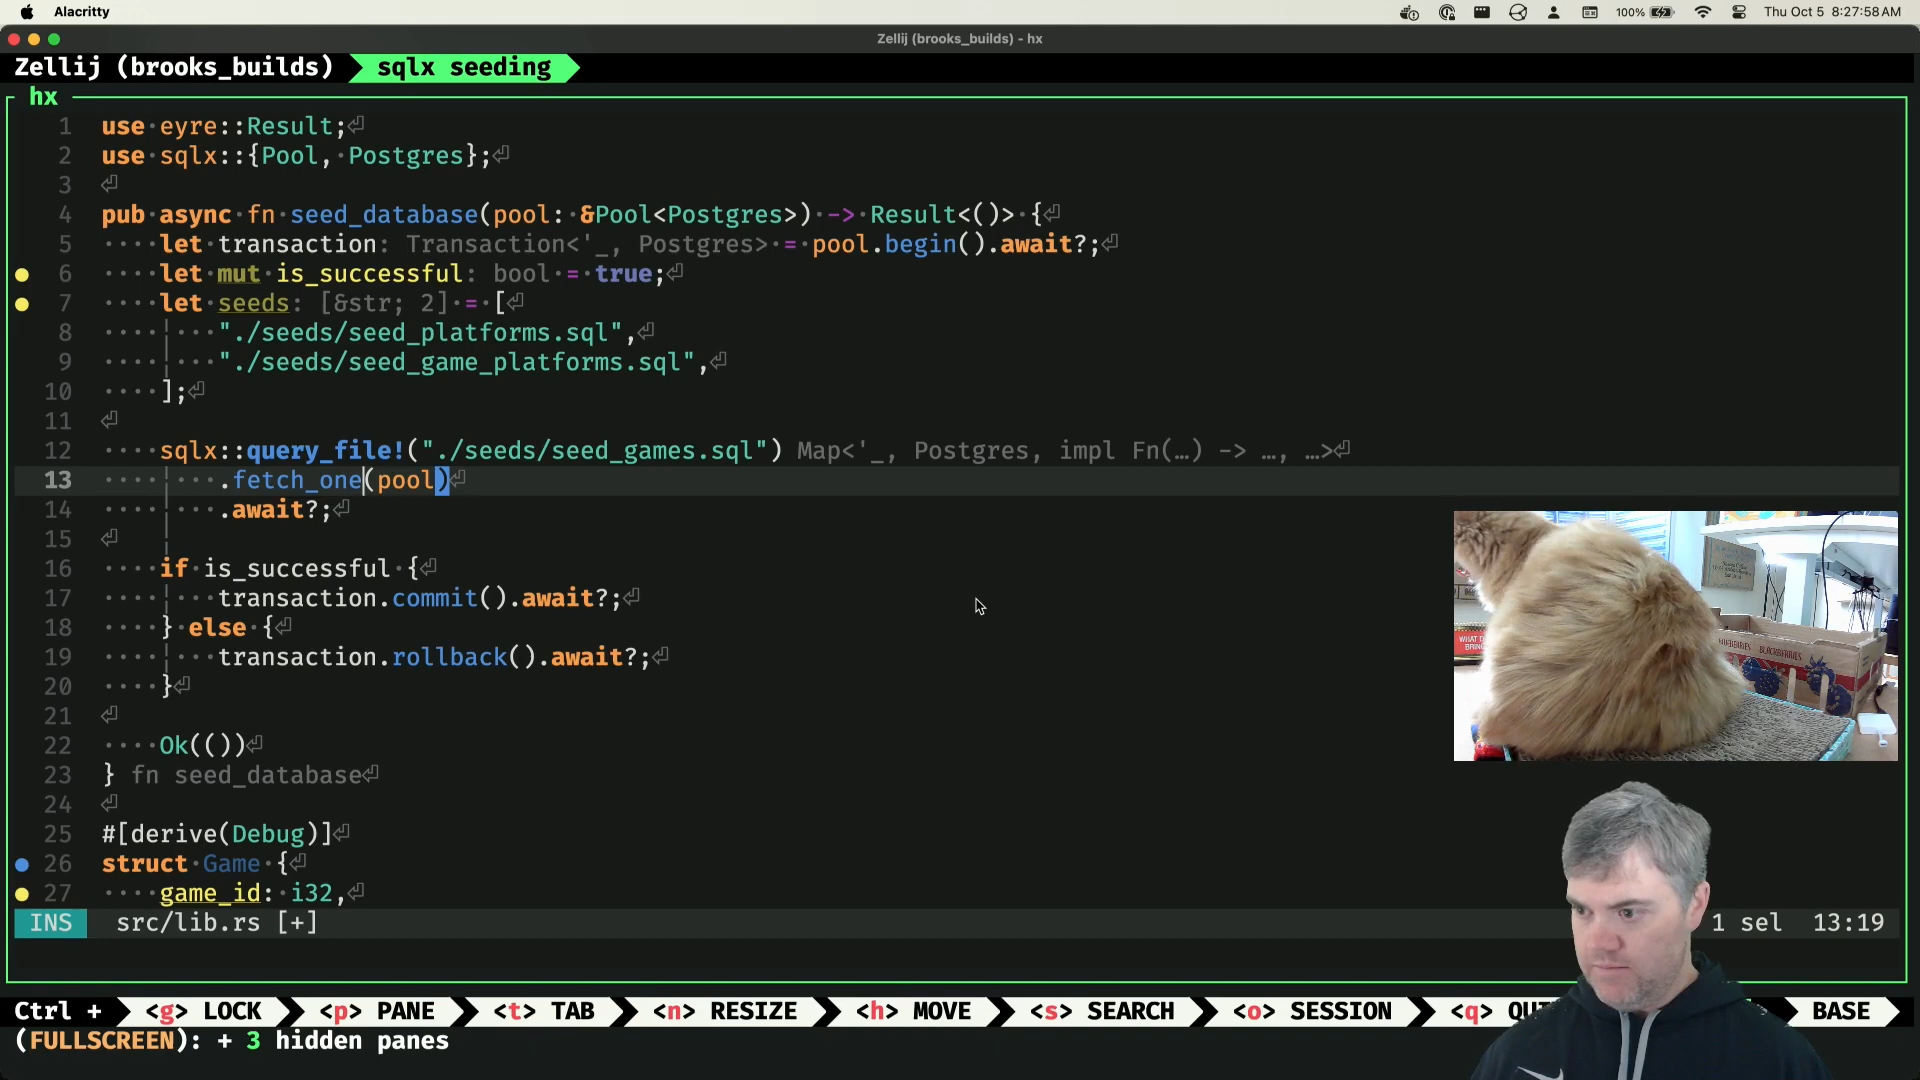 Alacritty
100%
Thu Oct 5 8:27:58 AM
Zellij (brooks_builds) - hx
Zellij (brooks_builds) sqlx seeding
hx
1 use·eyre::Result;⏎
2 use·sqlx::{Pool,·Postgres};⏎
3 ⏎
4 pub·async·fn·seed_database(pool:·&Pool<Postgres>)·->·Result<()>·{⏎
5 ····let·transaction: Transaction<'_, Postgres>·=·pool.begin().await?;⏎
6 ····let·mut·is_successful: bool·=·true;⏎
7 ····let·seeds: [&str; 2]·=·[⏎
8 ········"./seeds/seed_platforms.sql",⏎
9 ········"./seeds/seed_game_platforms.sql",⏎
10 ····];⏎
11 ⏎
12 ····sqlx::query_file!("./seeds/seed_games.sql") Map<'_, Postgres, impl Fn(…) -> …, …>⏎
13 ········.fetch_one(pool)⏎
14 ········.await?;⏎
15 ⏎
16 ····if·is_successful·{⏎
17 ········transaction.commit().await?;⏎
18 ····}·else·{⏎
19 ········transaction.rollback().await?;⏎
20 ····}⏎
21 ⏎
22 ····Ok(())⏎
23 } fn seed_database⏎
24 ⏎
25 #[derive(Debug)]⏎
26 struct·Game·{⏎
27 ····game_id:·i32,⏎
BLACKBERRIES
INS src/lib.rs [+] 1 sel 13:19
Ctrl + <g> LOCK <p> PANE <t> TAB <n> RESIZE <h> MOVE <s> SEARCH <o> SESSION <q> BASE
(FULLSCREEN): + 3 hidden panes